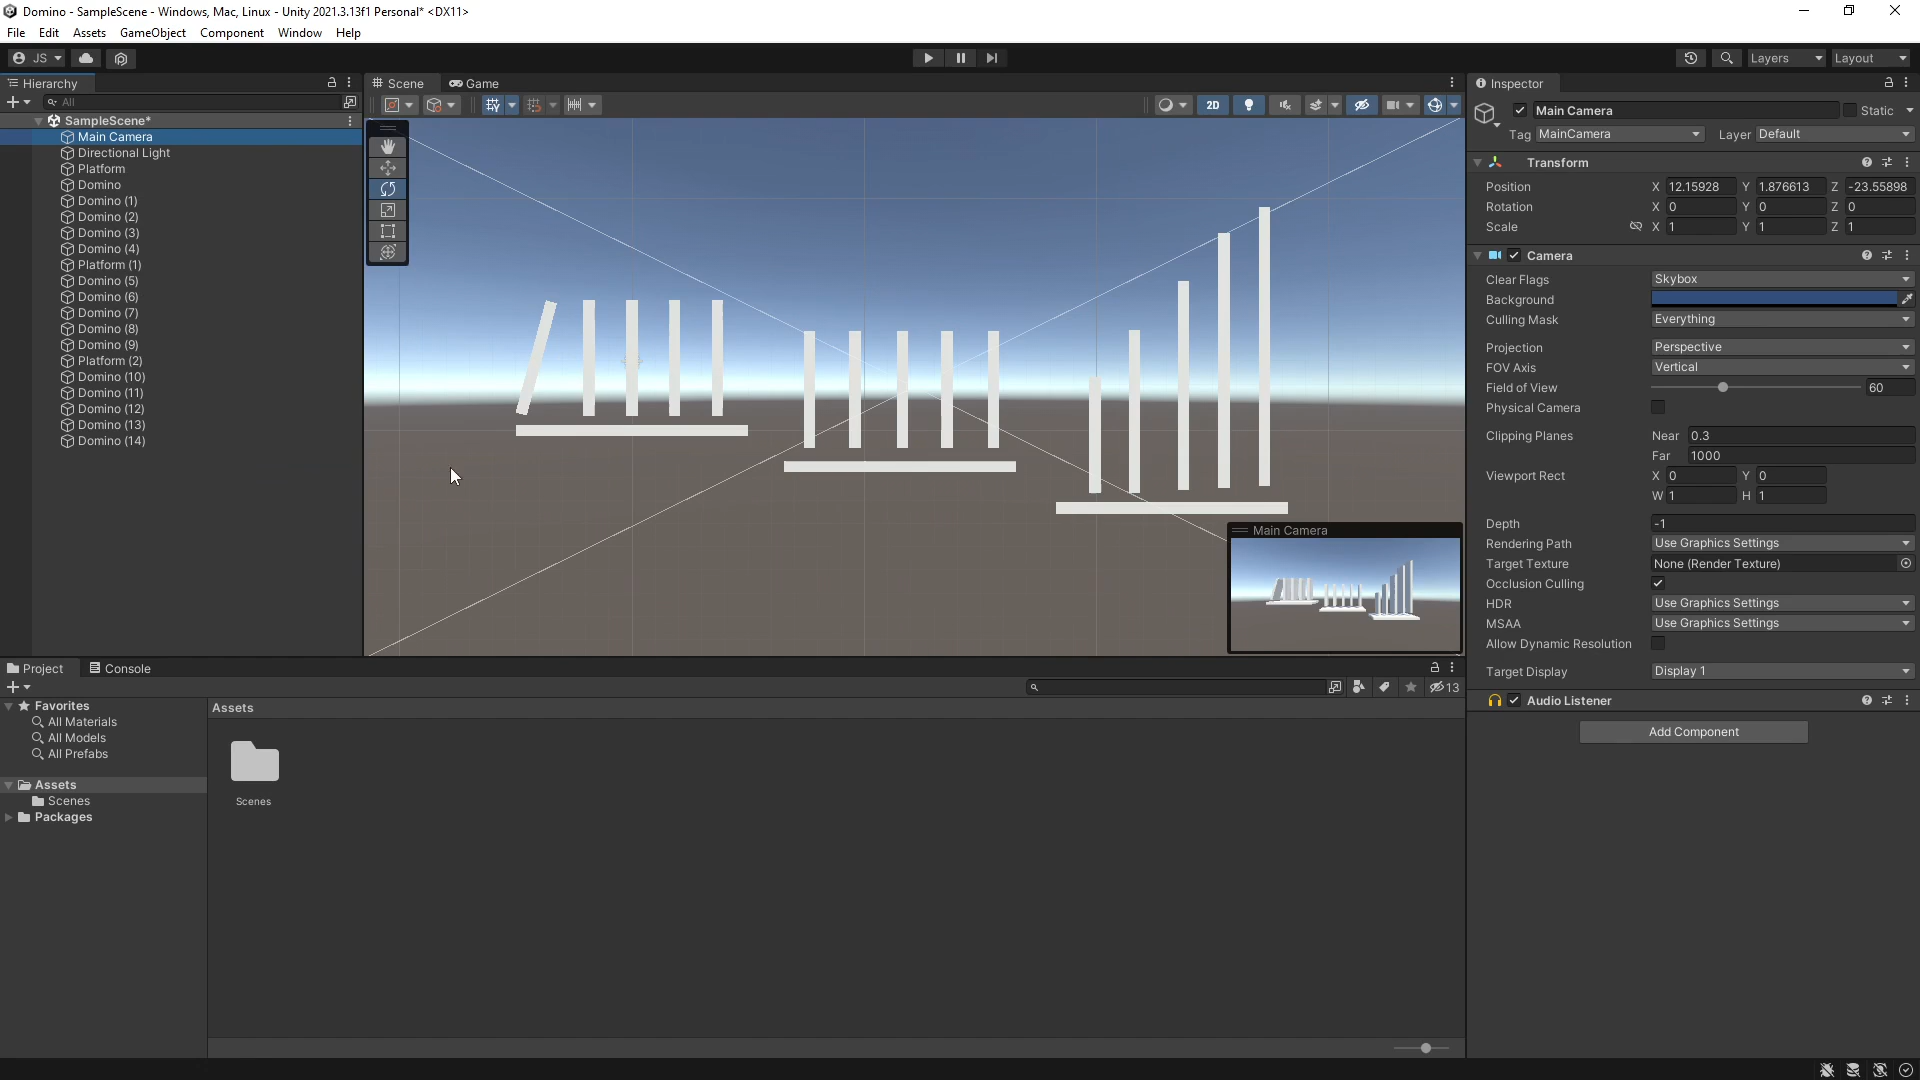 Domino - SampleScene - Windows, Mac, Linux - Unity 2021.3.13f1 Personal* <DX11>
File Edit Assets GameObject Component Window Help
JS Layers Layout
Hierarchy
All
SampleScene*
Main Camera
Directional Light
Platform
Domino
Domino (1)
Domino (2)
Domino (3)
Domino (4)
Platform (1)
Domino (5)
Domino (6)
Domino (7)
Domino (8)
Domino (9)
Platform (2)
Domino (10)
Domino (11)
Domino (12)
Domino (13)
Domino (14)
Scene Game
2D
Main Camera
Inspector
Main Camera Static
Tag MainCamera Layer Default
Transform
Position X 12.15928 Y 1.876613 Z -23.55898
Rotation X 0 Y 0 Z 0
Scale X 1 Y 1 Z 1
Camera
Clear Flags Skybox
Background
Culling Mask Everything
Projection Perspective
FOV Axis Vertical
Field of View 60
Physical Camera
Clipping Planes Near 0.3
Far 1000
Viewport Rect X 0 Y 0
W 1 H 1
Depth -1
Rendering Path Use Graphics Settings
Target Texture None (Render Texture)
Occlusion Culling
HDR Use Graphics Settings
MSAA Use Graphics Settings
Allow Dynamic Resolution
Target Display Display 1
Audio Listener
Add Component
Project Console
13
Favorites
All Materials
All Models
All Prefabs
Assets
Scenes
Packages
Assets
Scenes